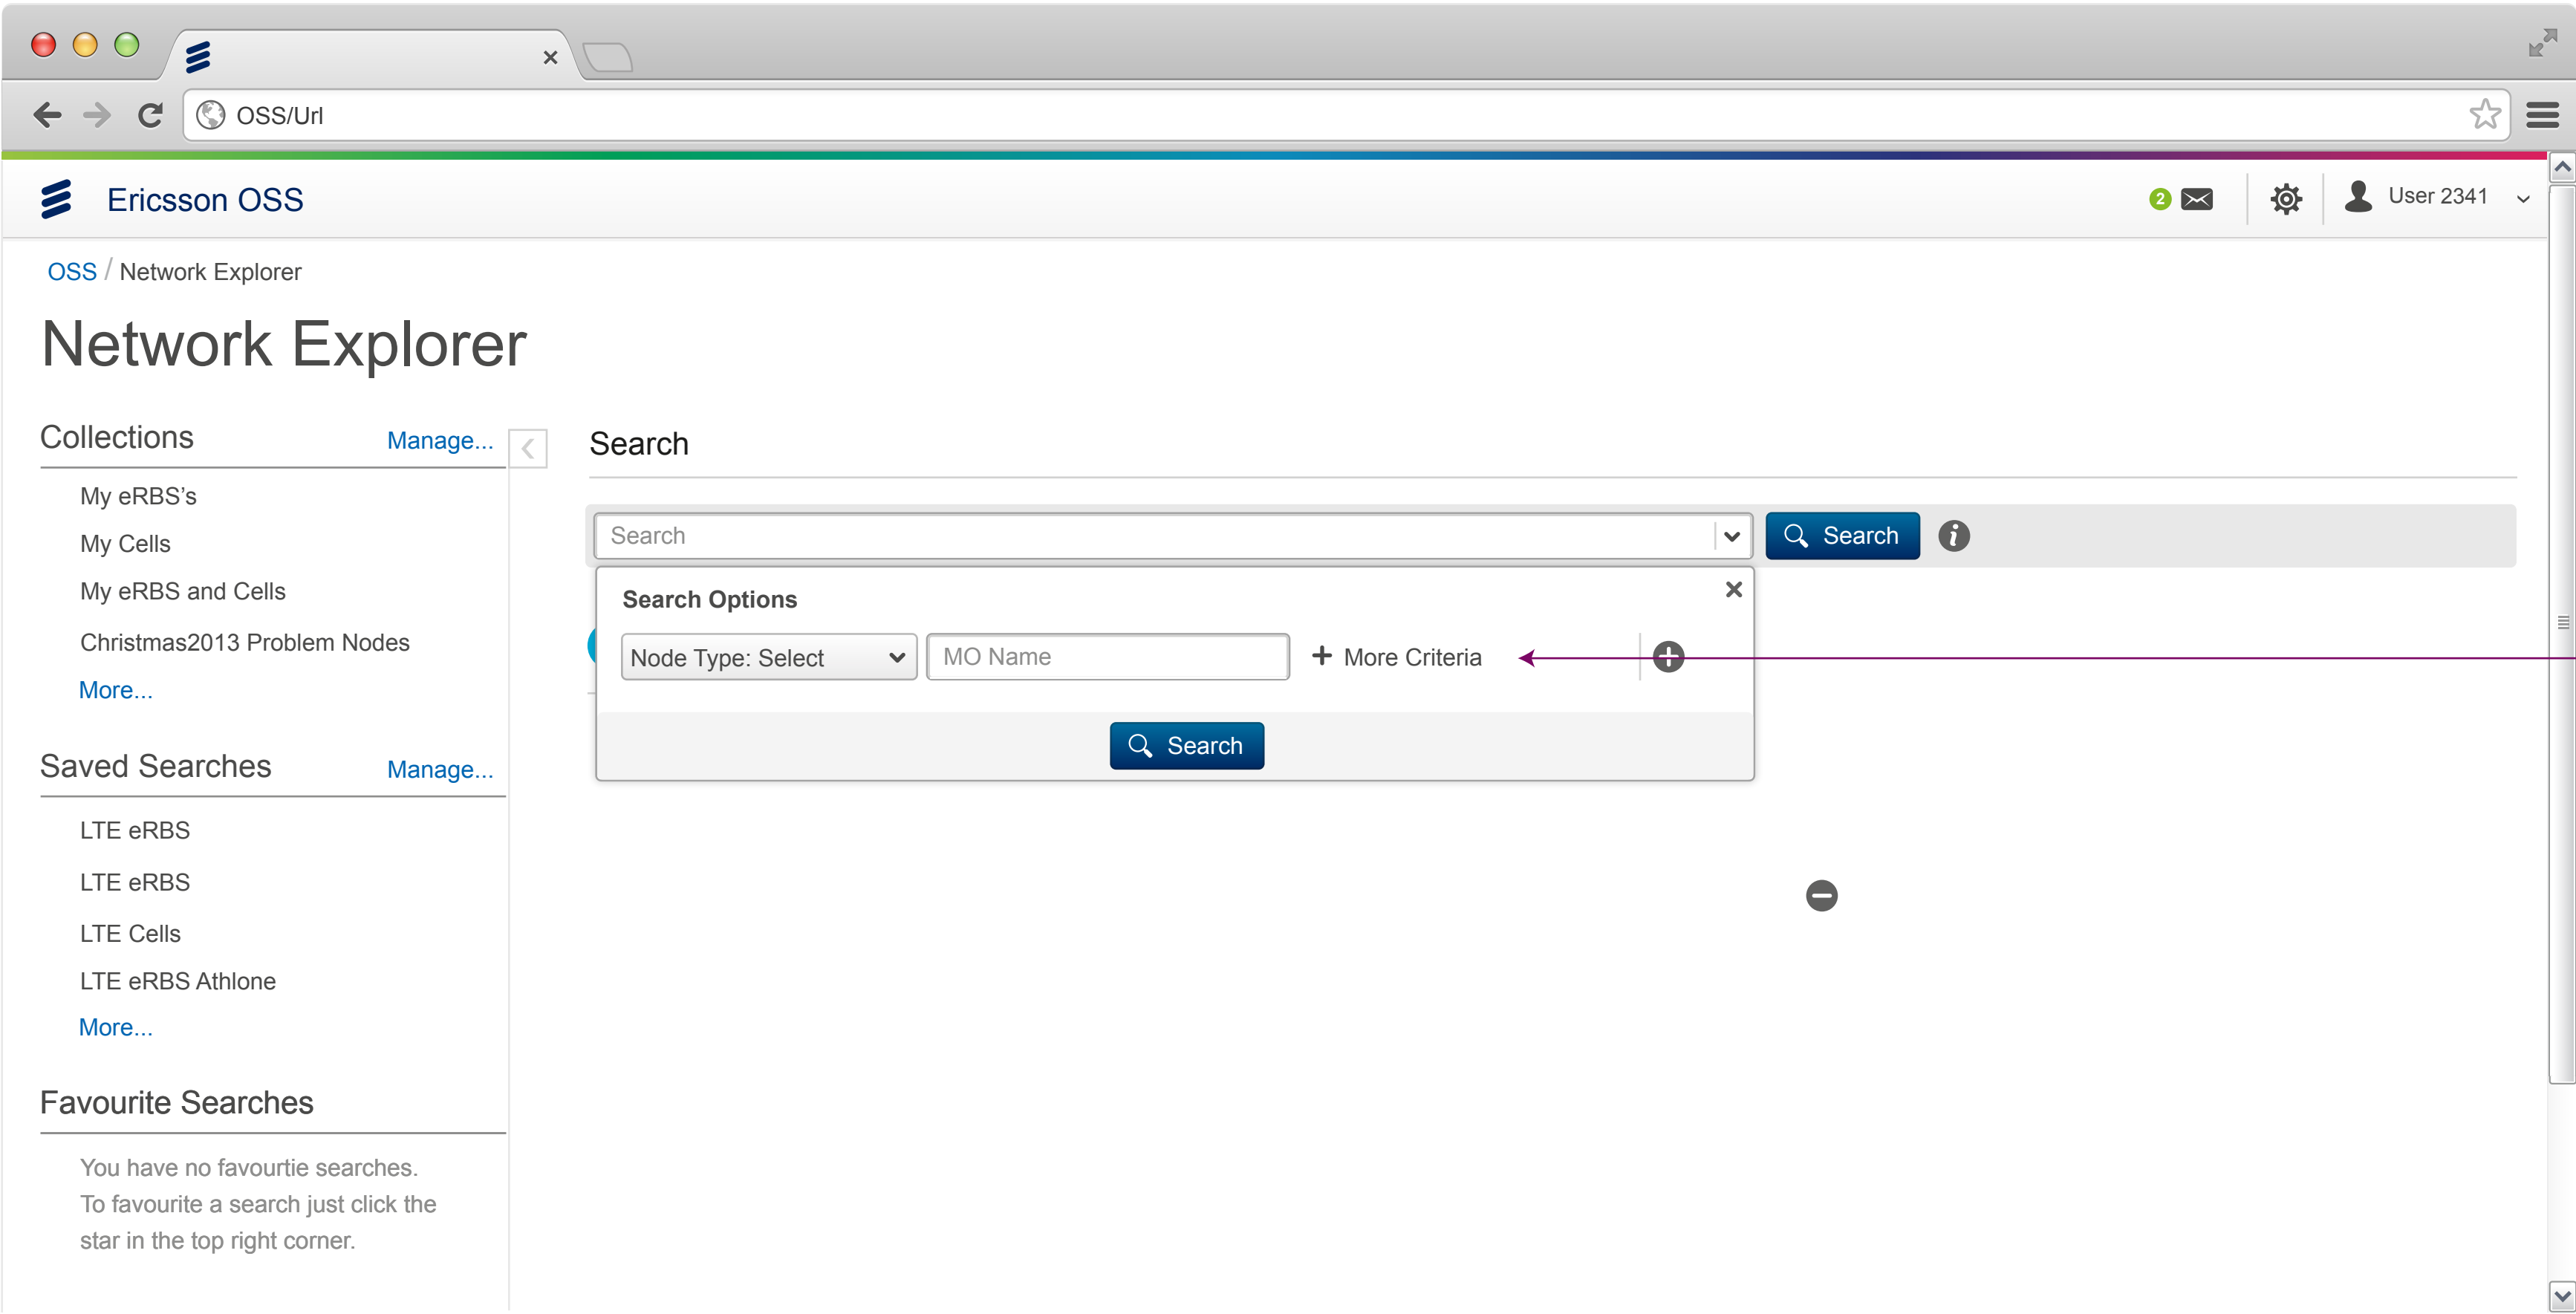 OSS/Url
Ericsson OSS
2
User 2341
OSS / Network Explorer
Network Explorer
Collections
Manage...
My eRBS’s
My Cells
My eRBS and Cells
Christmas2013 Problem Nodes
More...
Saved Searches
Manage...
LTE eRBS
LTE eRBS
LTE Cells
LTE eRBS Athlone
More...
Favourite Searches
You have no favourtie searches.
To favourite a search just click the
star in the top right corner.
Search
Search
Search
Search Options
Node Type: Select
MO Name
+ More Criteria
Search